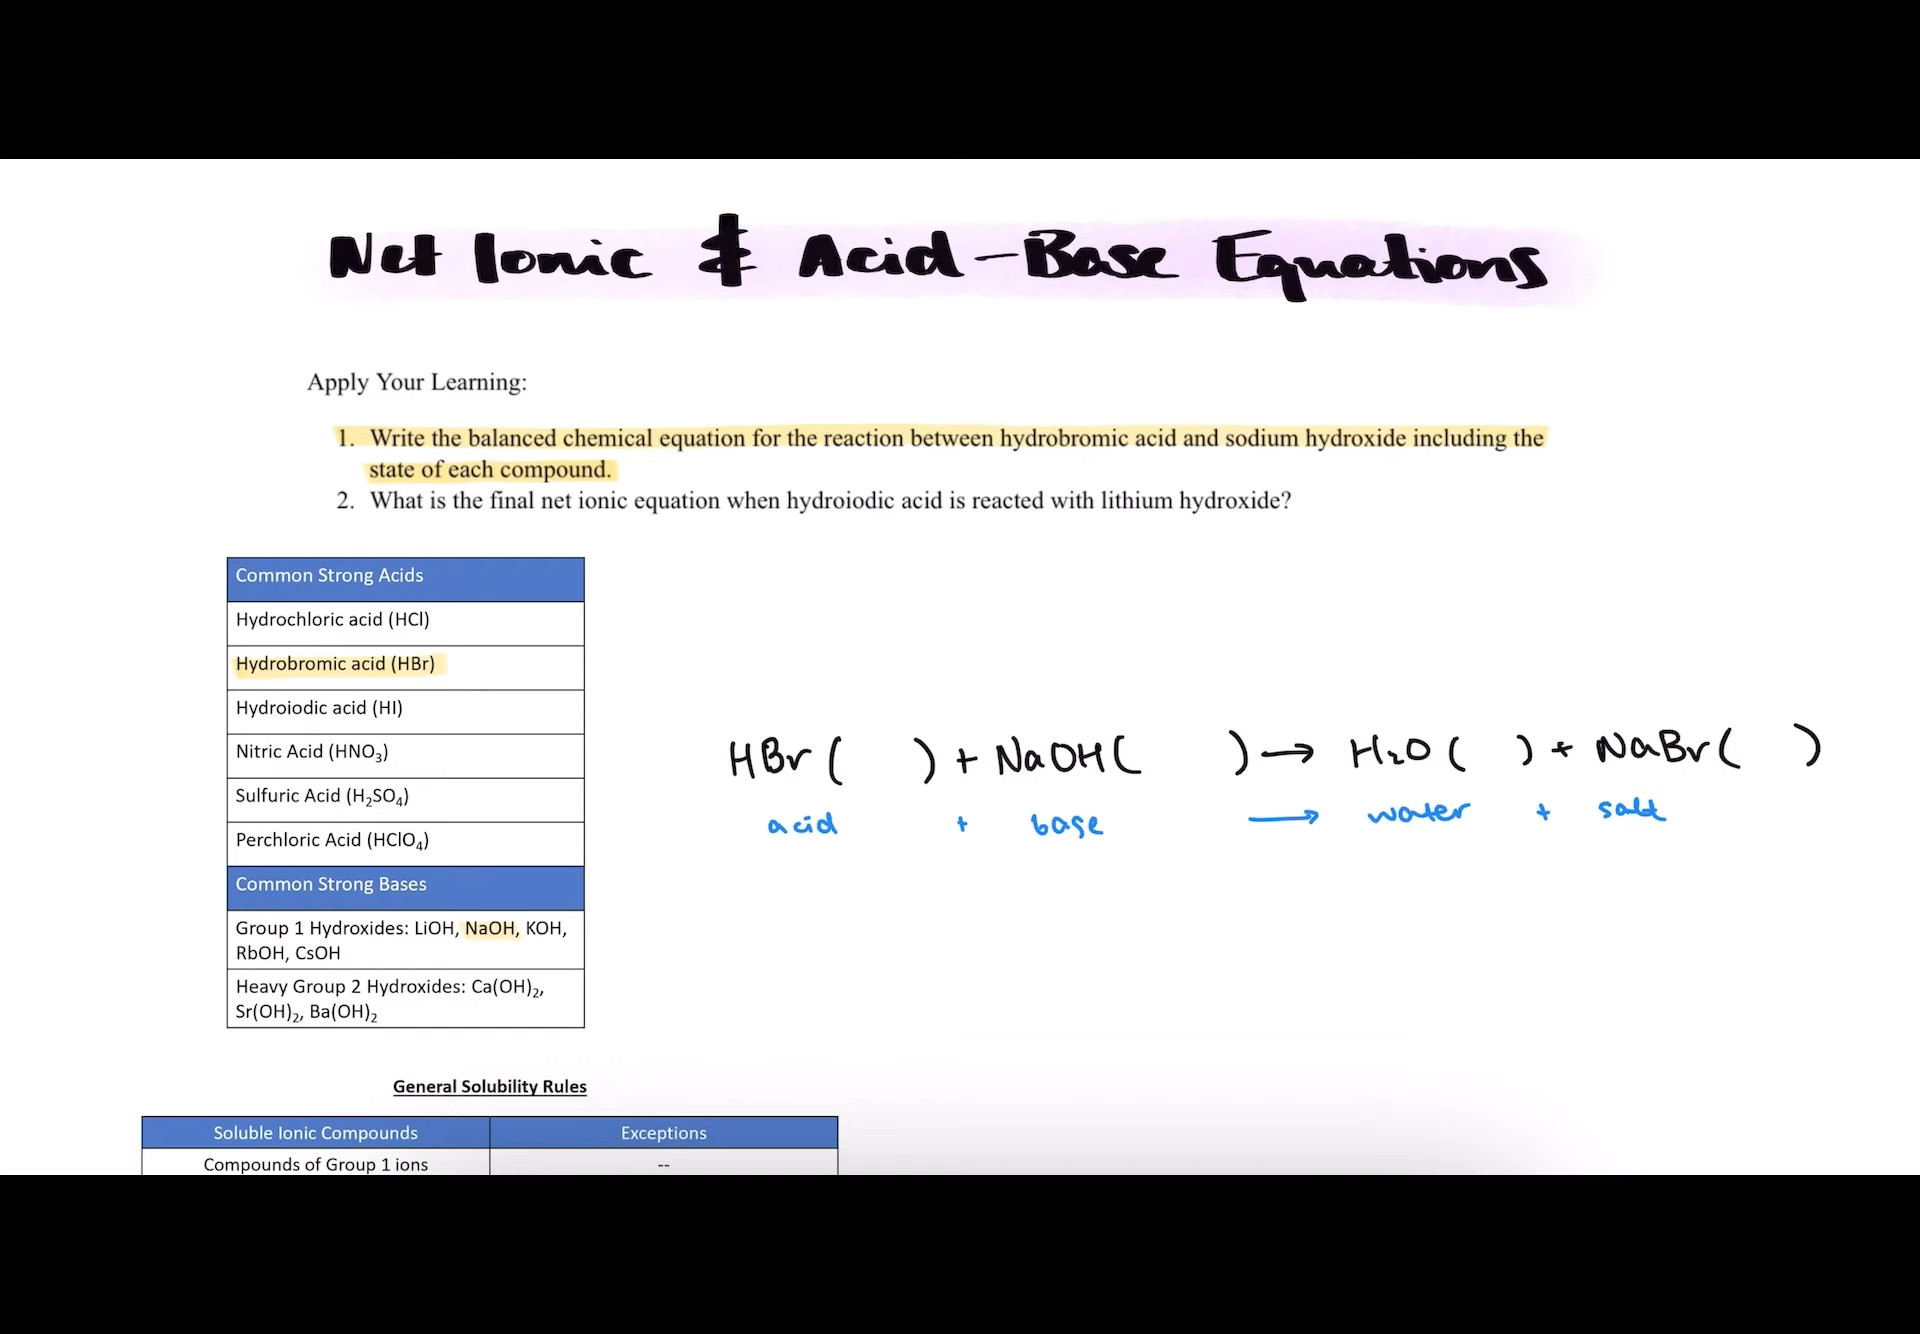 Net Ionic & Acid-Base Equations
Apply Your Learning:
1. Write the balanced chemical equation for the reaction between hydrobromic acid and sodium hydroxide including the
state of each compound.
2. What is the final net ionic equation when hydroiodic acid is reacted with lithium hydroxide?
Common Strong Acids
Hydrochloric acid (HCl)
Hydrobromic acid (HBr)
Hydroiodic acid (HI)
Nitric Acid (HNO₃)
Sulfuric Acid (H₂SO₄)
Perchloric Acid (HClO₄)
Common Strong Bases
Group 1 Hydroxides: LiOH, NaOH, KOH,
RbOH, CsOH
Heavy Group 2 Hydroxides: Ca(OH)₂,
Sr(OH)₂, Ba(OH)₂
HBr ( ) + NaOH ( ) → H₂O ( ) + NaBr ( )
acid + base → water + salt
General Solubility Rules
Soluble Ionic Compounds Exceptions
Compounds of Group 1 ions --